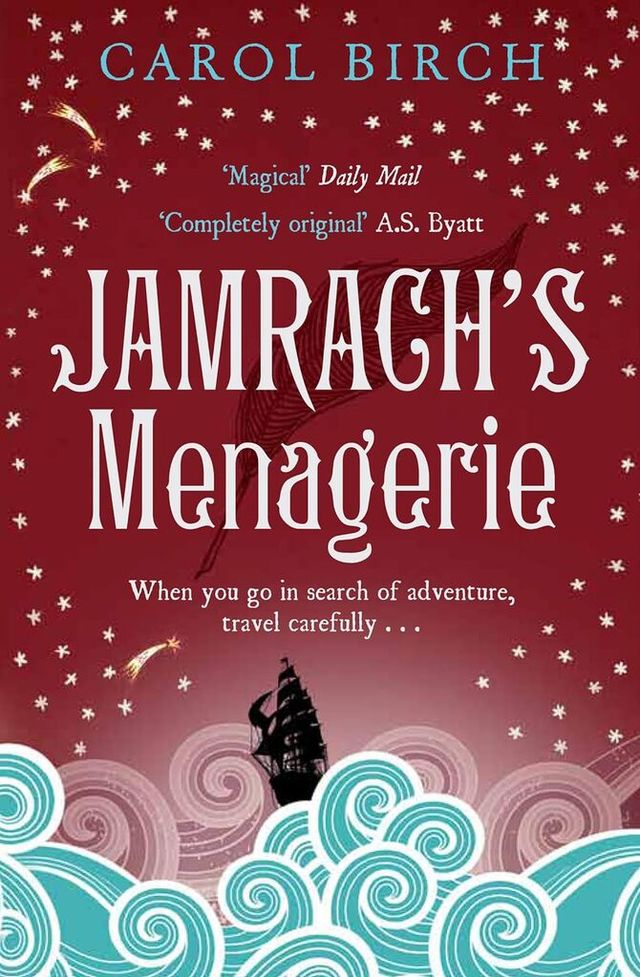 CAROL BIRCH
‘Magical’ Daily Mail
‘Completely original’ A.S. Byatt
JAMRACH’S
Menagerie
When you go in search of adventure,
travel carefully . . .